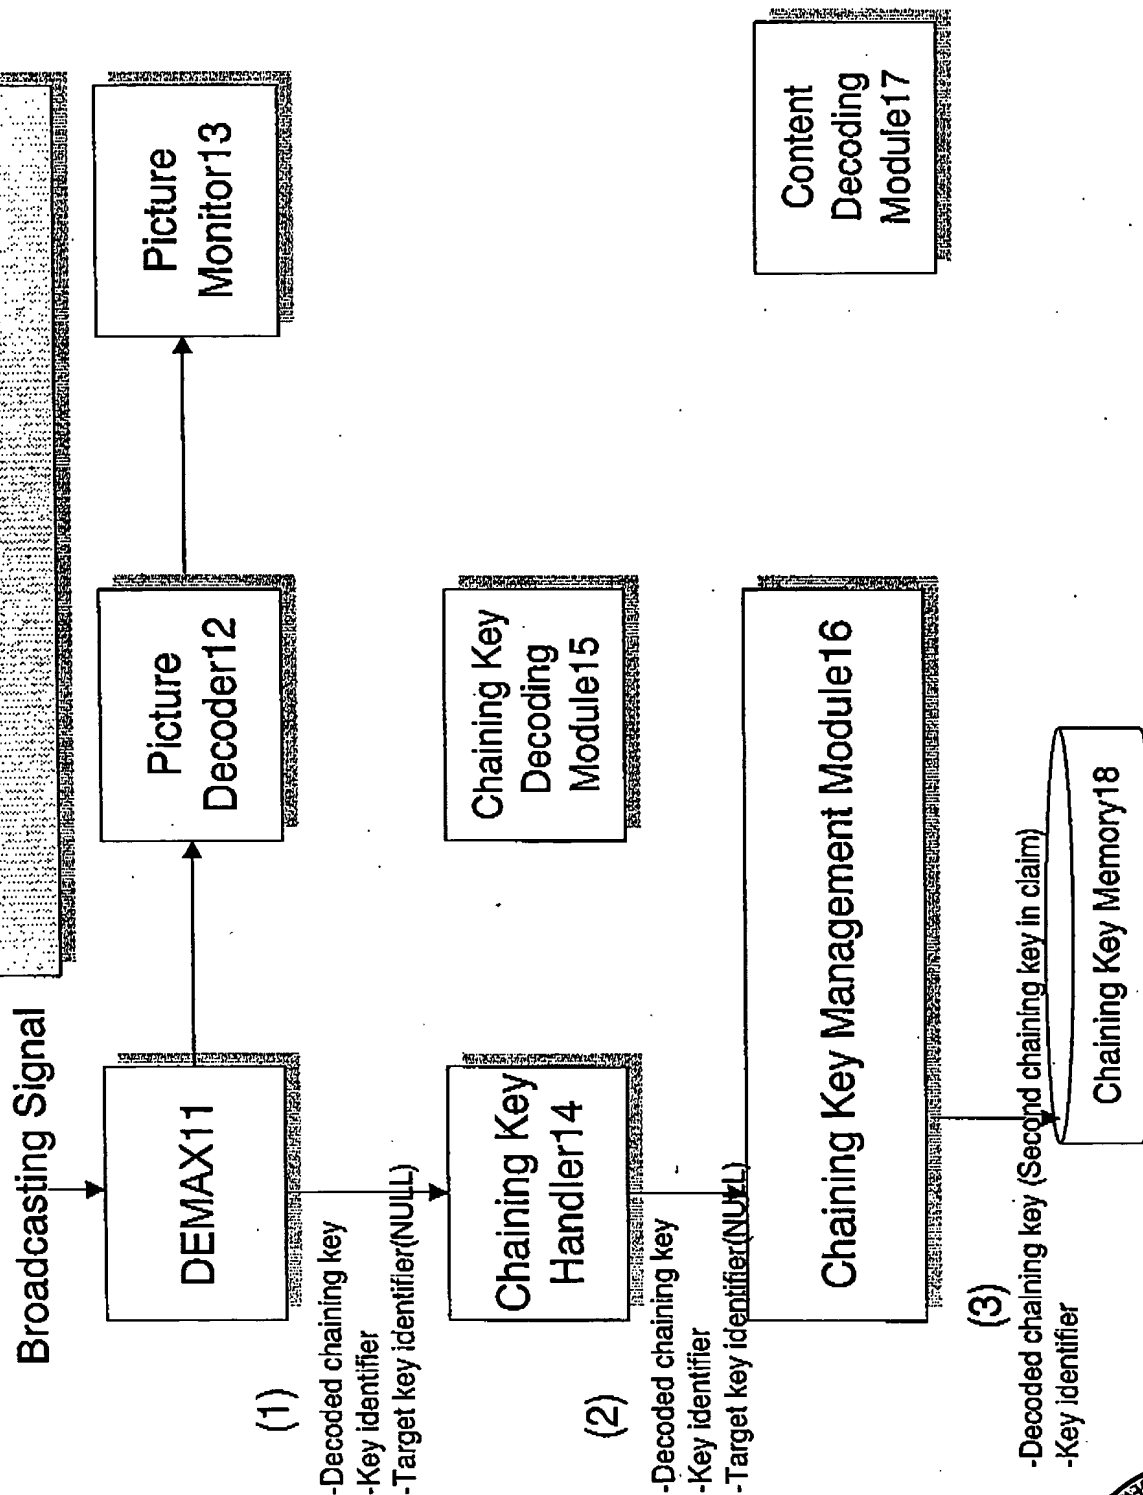 Broadcasting Signal
DEMAX11
Picture
Decoder12
Picture
Monitor13
(1)
-Decoded chaining key
-Key identifier
-Target key identifier(NULL)
Chaining Key
Handler14
Chaining Key
Decoding
Module15
(2)
-Decoded chaining key
-Key identifier
-Target key identifier(NULL)
Chaining Key Management Module16
Content
Decoding
Module17
(3)
-Decoded chaining key (Second chaining key in claim)
-Key identifier
Chaining Key Memory18